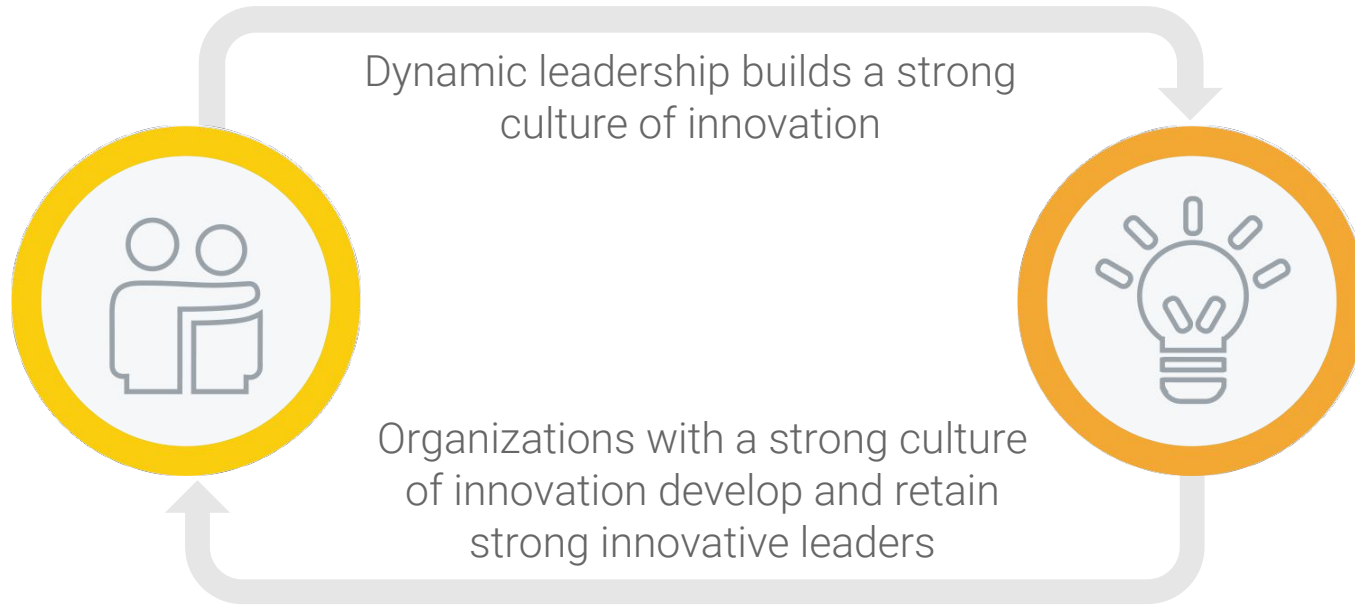 Dynamic leadership builds a strong
culture of innovation
Organizations with a strong culture
of innovation develop and retain
strong innovative leaders